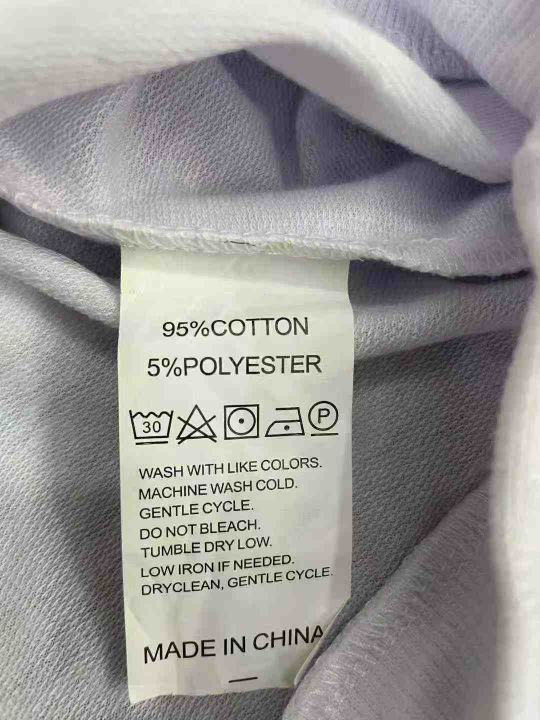 95%COTTON
5%POLYESTER
30 P
WASH WITH LIKE COLORS.
MACHINE WASH COLD.
GENTLE CYCLE.
DO NOT BLEACH.
TUMBLE DRY LOW.
LOW IRON IF NEEDED.
DRYCLEAN, GENTLE CYCLE.
MADE IN CHINA